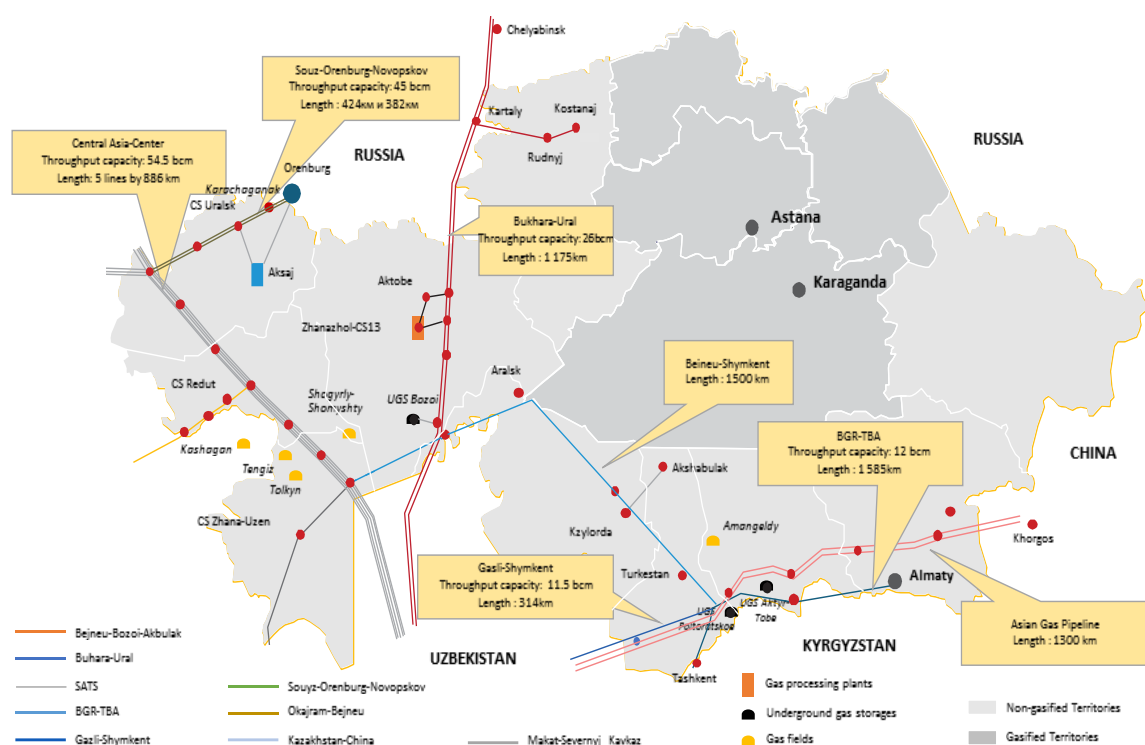 Chelyabinsk
Souz-Orenburg-Novopskov
Throughput capacity: 45 bcm
Length : 424км и 382км
Kartaly
Kostanaj
Rudnyj
Central Asia-Center
Throughput capacity: 54.5 bcm
Length: 5 lines by 886 km
RUSSIA
RUSSIA
Orenburg
Karachaganak
CS Uralsk
Aksaj
Bukhara-Ural
Throughput capacity: 26bcm
Length : 1 175km
Astana
Karaganda
Aktobe
Zhanazhol-CS13
Beineu-Shymkent
Length : 1500 km
Aralsk
CS Redut
Shagyrly-
Shomyshty
UGS Bozoi
Kashagan
Tengiz
Tolkyn
BGR-TBA
Throughput capacity: 12 bcm
Length : 1 585km
CHINA
Akshabulak
CS Zhana-Uzen
Kzylorda
Amangeldy
Khorgos
Gasli-Shymkent
Throughput capacity: 11.5 bcm
Length : 314km
Turkestan
Almaty
UGS
Poltoratskoe
UGS Aktyr-
Tobe
Asian Gas Pipeline
Length : 1300 km
UZBEKISTAN
KYRGYZSTAN
Tashkent
Bejneu-Bozoi-Akbulak
Buhara-Ural
SATS
BGR-TBA
Gazli-Shymkent
Souyz-Orenburg-Novopskov
Okajram-Bejneu
Kazakhstan-China
Makat-Severnyj Kavkaz
Gas processing plants
Underground gas storages
Gas fields
Non-gasified Territories
Gasified Territories